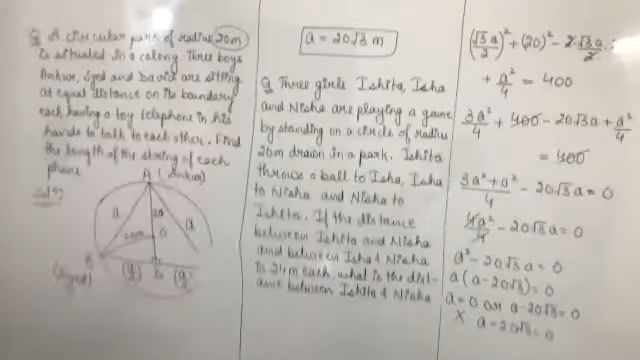 Q A circular park of radius 20m
is situated in a colony. Three boys
Ankur, Syed and David are sitting
at equal distance on its boundary
each having a toy telephone in his
hands to talk to each other. Find
the length of the string of each
phone.
A (Ankur)
a
20
a
20m
O
B
(Syed)
a = 20√3 m
Q Three girls Ishita, Isha
and Nisha are playing a game
by standing on a circle of radius
20m drawn in a park. Ishita
throws a ball to Isha, Isha
to Nisha and Nisha to
Ishita. If the distance
between Ishita and Nisha
and between Isha & Nisha
is 24m each, what is the dist-
ance between Ishita & Nisha
(√3a/2)² + (20)² - 2·√3a
+ a²/4 = 400
3a²/4 + 400 - 20√3a + a²/4
= 400
3a²+a²/4 - 20√3a = 0
4a²/4 - 20√3a = 0
a² - 20√3a = 0
a(a-20√3) = 0
a=0 or a-20√3=0
× a-20√3=0